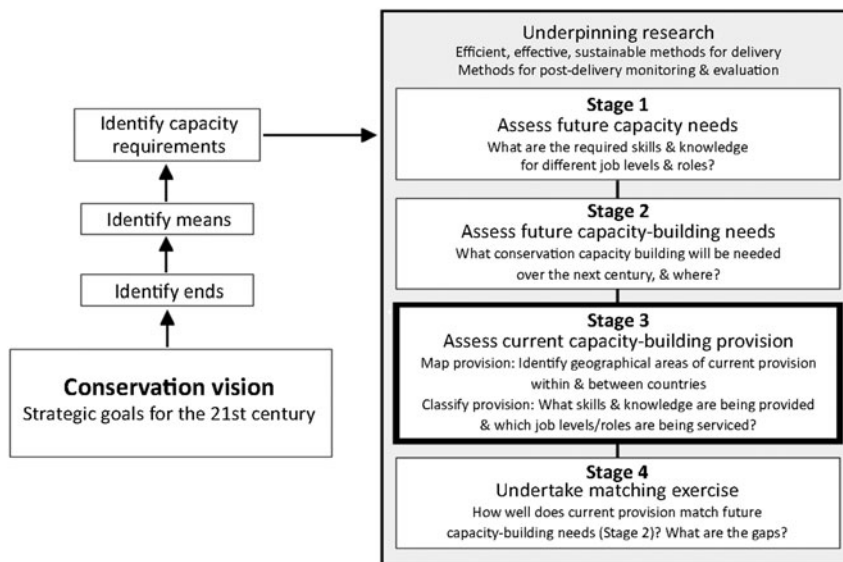 Underpinning research
Efficient, effective, sustainable methods for delivery
Methods for post-delivery monitoring & evaluation
Stage 1
Assess future capacity needs
What are the required skills & knowledge
for different job levels & roles?
Stage 2
Assess future capacity-building needs
What conservation capacity building will be needed
over the next century, & where?
Stage 3
Assess current capacity-building provision
Map provision: Identify geographical areas of current provision
within & between countries
Classify provision: What skills & knowledge are being provided
& which job levels/roles are being serviced?
Stage 4
Undertake matching exercise
How well does current provision match future
capacity-building needs (Stage 2)? What are the gaps?
Identify capacity
requirements
Identify means
Identify ends
Conservation vision
Strategic goals for the 21st century